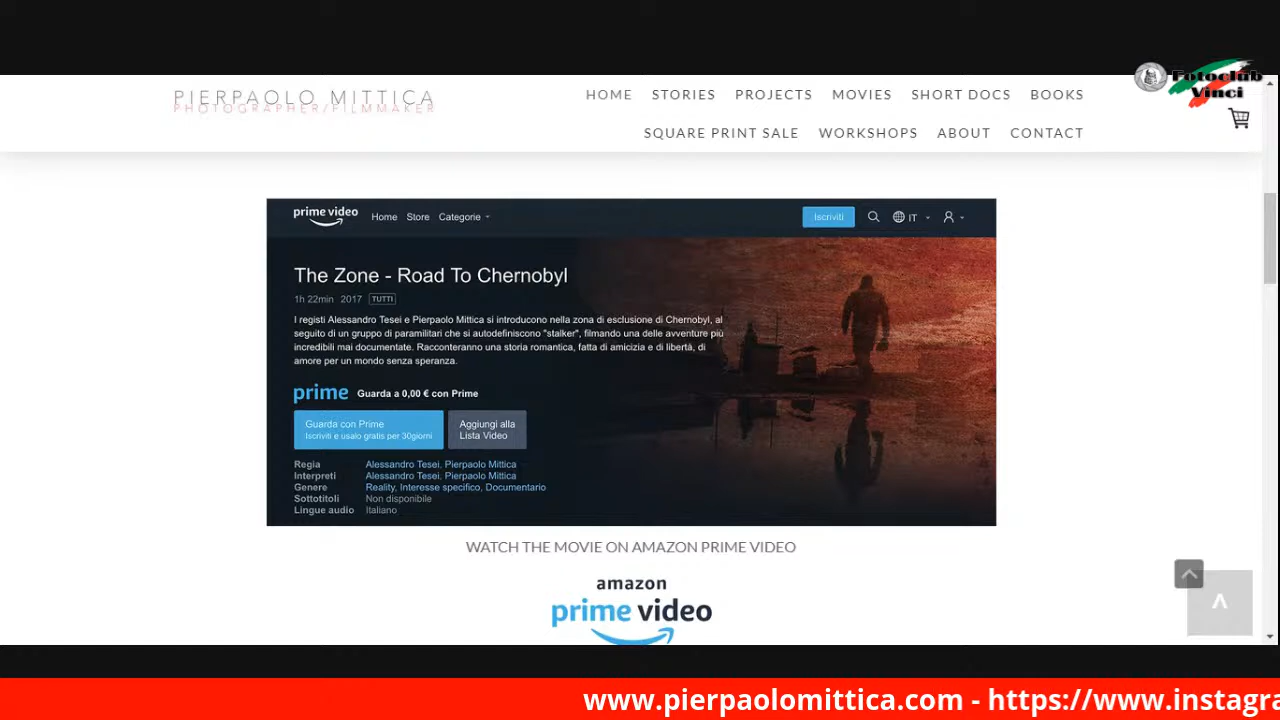 Fotoclub
Vinci
PIERPAOLO MITTICA
PHOTOGRAPHER/FILMMAKER
HOME STORIES PROJECTS MOVIES SHORT DOCS BOOKS
SQUARE PRINT SALE WORKSHOPS ABOUT CONTACT
prime video Home Store Categorie Iscriviti IT
The Zone - Road To Chernobyl
1h 22min 2017 TUTTI
I registi Alessandro Tesei e Pierpaolo Mittica si introducono nella zona di esclusione di Chernobyl, al
seguito di un gruppo di paramilitari che si autodefiniscono "stalker", filmando una delle avventure più
incredibili mai documentate. Racconteranno una storia romantica, fatta di amicizia e di libertà, di
amore per un mondo senza speranza.
prime Guarda a 0,00 € con Prime
Guarda con Prime
Iscriviti e usalo gratis per 30giorni
Aggiungi alla
Lista Video
Regia Alessandro Tesei, Pierpaolo Mittica
Interpreti Alessandro Tesei, Pierpaolo Mittica
Genere Reality, Interesse specifico, Documentario
Sottotitoli Non disponibile
Lingue audio Italiano
WATCH THE MOVIE ON AMAZON PRIME VIDEO
amazon
prime video
www.pierpaolomittica.com - https://www.instagra